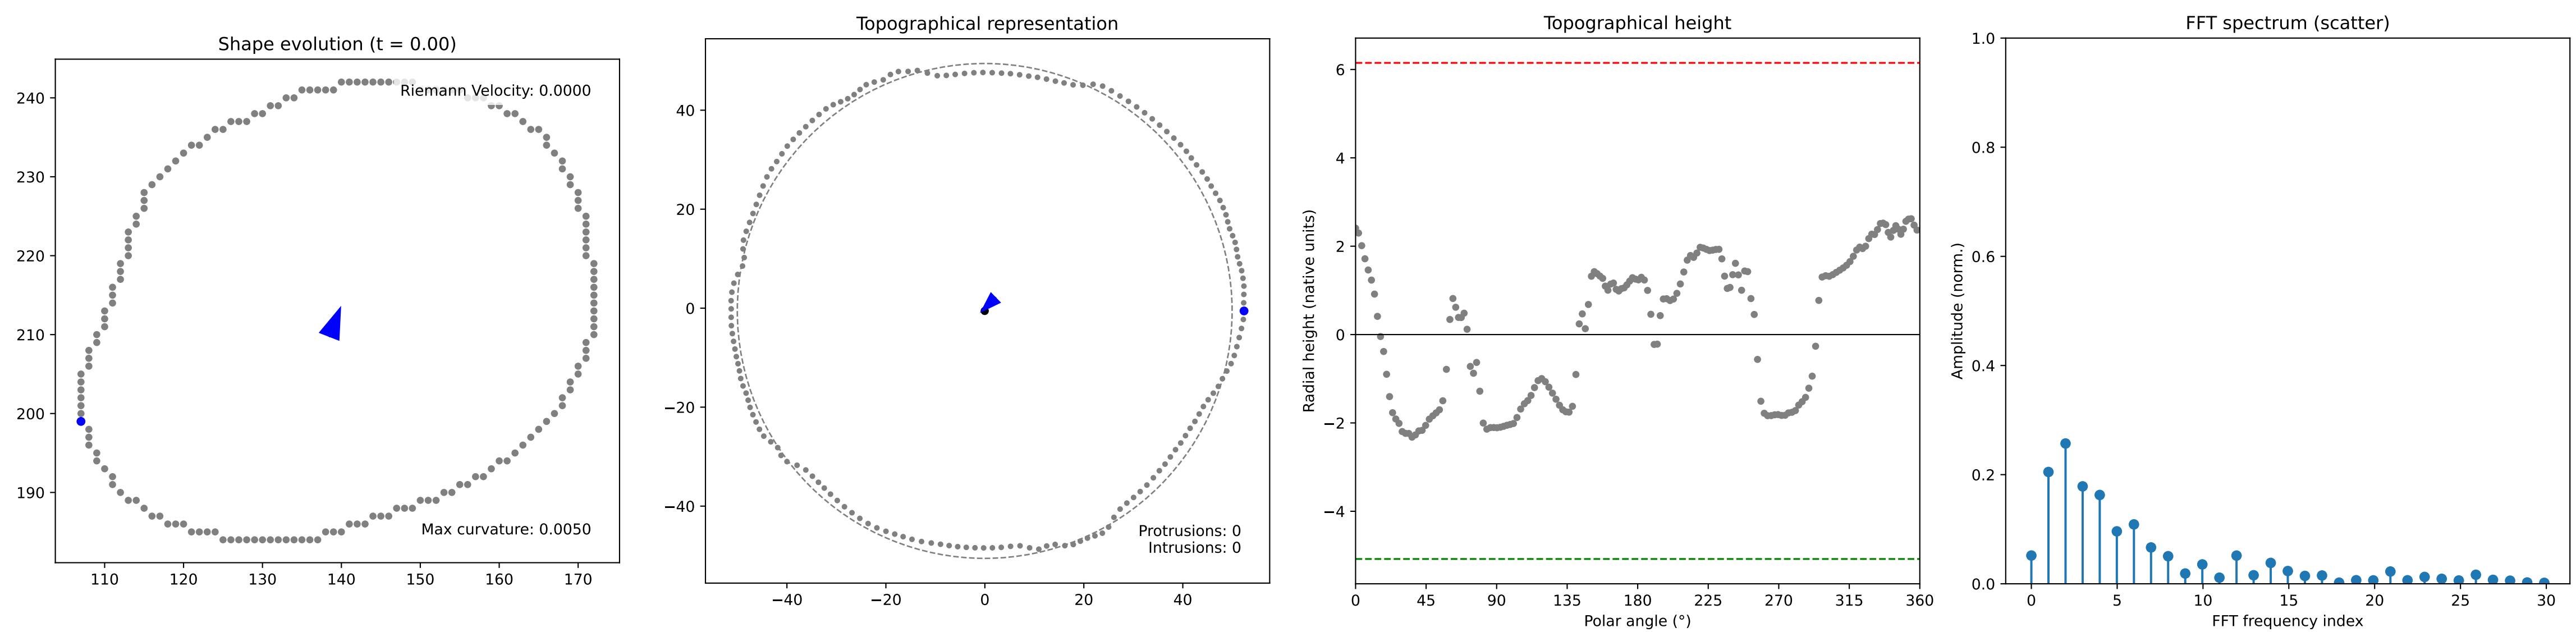 Shape evolution (t = 0.00)
Riemann Velocity: 0.0000
Max curvature: 0.0050
240
230
220
210
200
190
110 120 130 140 150 160 170
Topographical representation
40
20
0
−20
−40
−40 −20 0 20 40
Protrusions: 0
Intrusions: 0
Topographical height
Radial height (native units)
6
4
2
0
−2
−4
0 45 90 135 180 225 270 315 360
Polar angle (°)
FFT spectrum (scatter)
Amplitude (norm.)
1.0
0.8
0.6
0.4
0.2
0.0
0 5 10 15 20 25 30
FFT frequency index